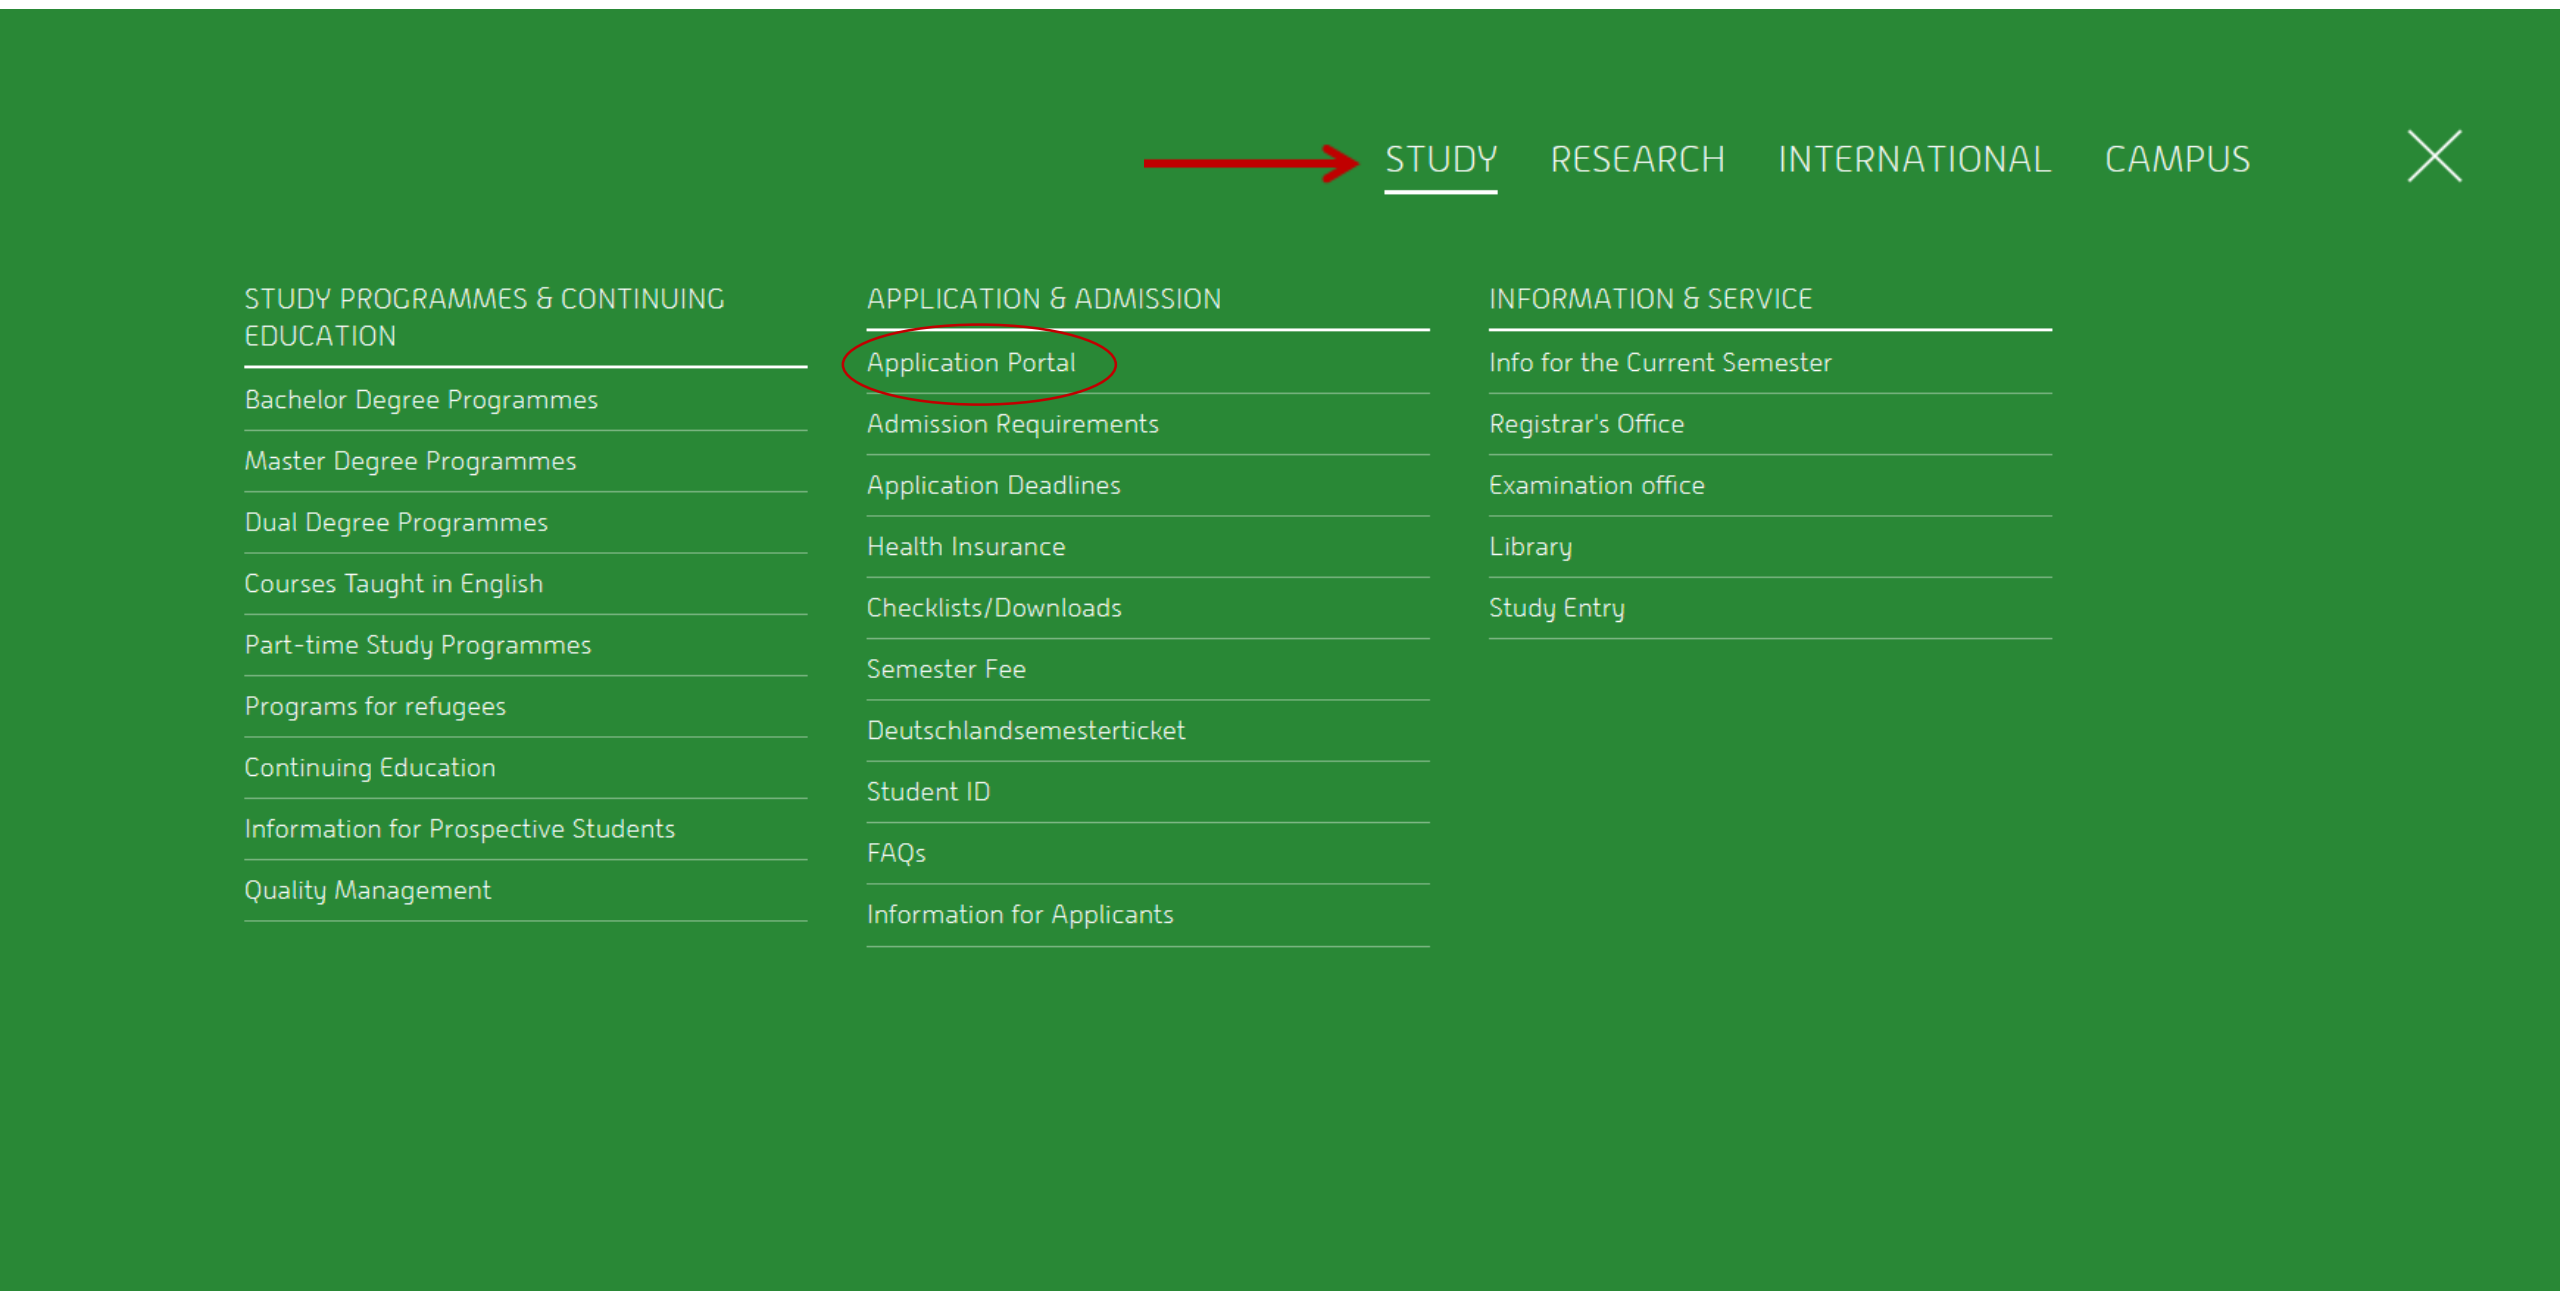 STUDY RESEARCH INTERNATIONAL CAMPUS
STUDY PROGRAMMES & CONTINUING
EDUCATION
Bachelor Degree Programmes
Master Degree Programmes
Dual Degree Programmes
Courses Taught in English
Part-time Study Programmes
Programs for refugees
Continuing Education
Information for Prospective Students
Quality Management
APPLICATION & ADMISSION
Application Portal
Admission Requirements
Application Deadlines
Health Insurance
Checklists/Downloads
Semester Fee
Deutschlandsemesterticket
Student ID
FAQs
Information for Applicants
INFORMATION & SERVICE
Info for the Current Semester
Registrar's Office
Examination office
Library
Study Entry